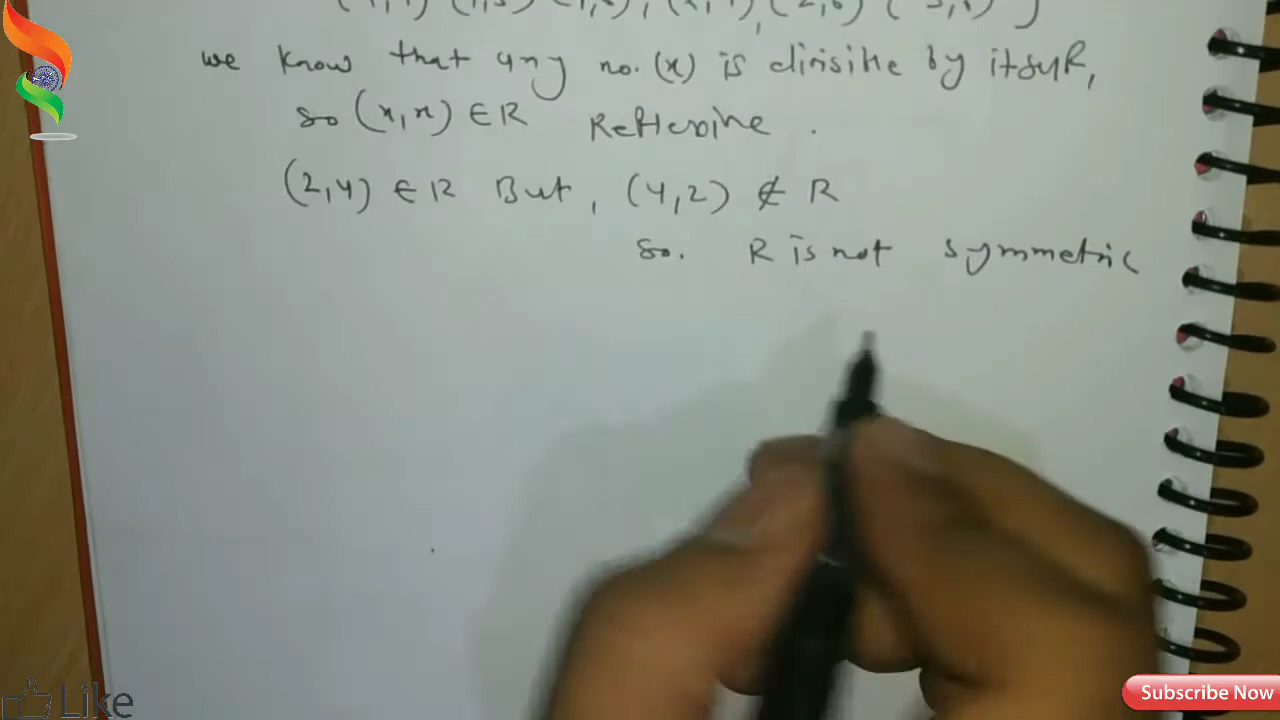 we know that any no. (x) is divisible by itself,
so (x,x) ∈ R Reflexive .
(2,4) ∈ R But , (4,2) ∉ R
so. R is not symmetric
Like
Subscribe Now